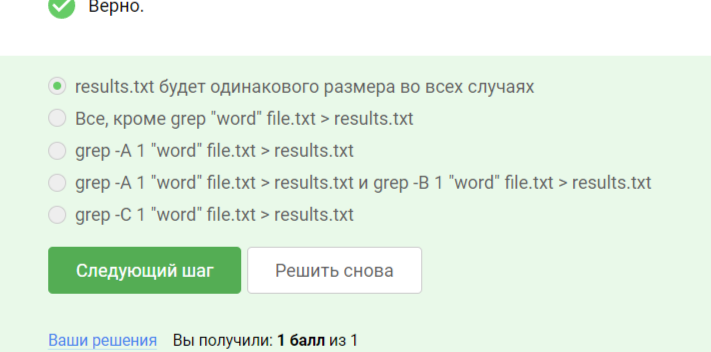 Верно.
results.txt будет одинакового размера во всех случаях
Все, кроме grep "word" file.txt > results.txt
grep -A 1 "word" file.txt > results.txt
grep -A 1 "word" file.txt > results.txt и grep -B 1 "word" file.txt > results.txt
grep -C 1 "word" file.txt > results.txt
Следующий шаг
Решить снова
Ваши решения Вы получили: 1 балл из 1